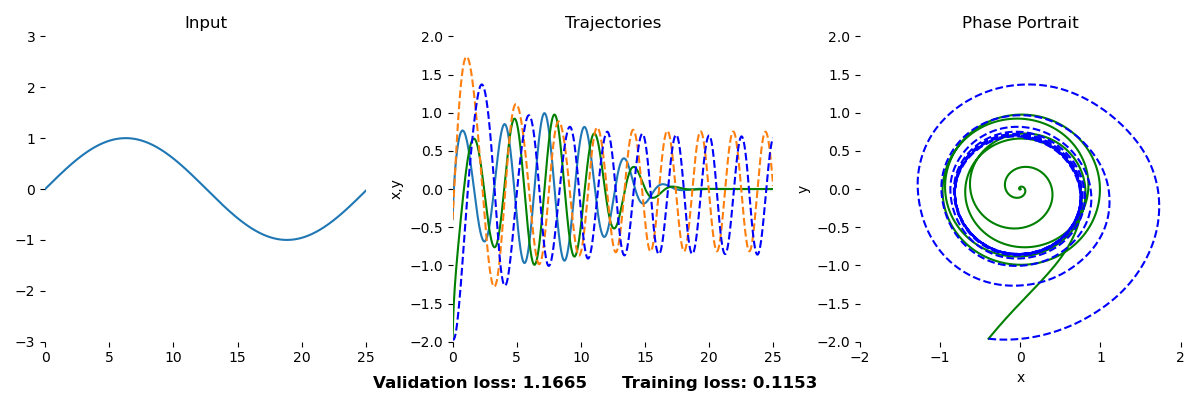 Input
3
2
1
0
−1
−2
−3
0 5 10 15 20 25
Trajectories
x,y
2.0
1.5
1.0
0.5
0.0
−0.5
−1.0
−1.5
−2.0
0 5 10 15 20 25
Phase Portrait
y
2.0
1.5
1.0
0.5
0.0
−0.5
−1.0
−1.5
−2.0
−2 −1 0 1 2
x
Validation loss: 1.1665 Training loss: 0.1153